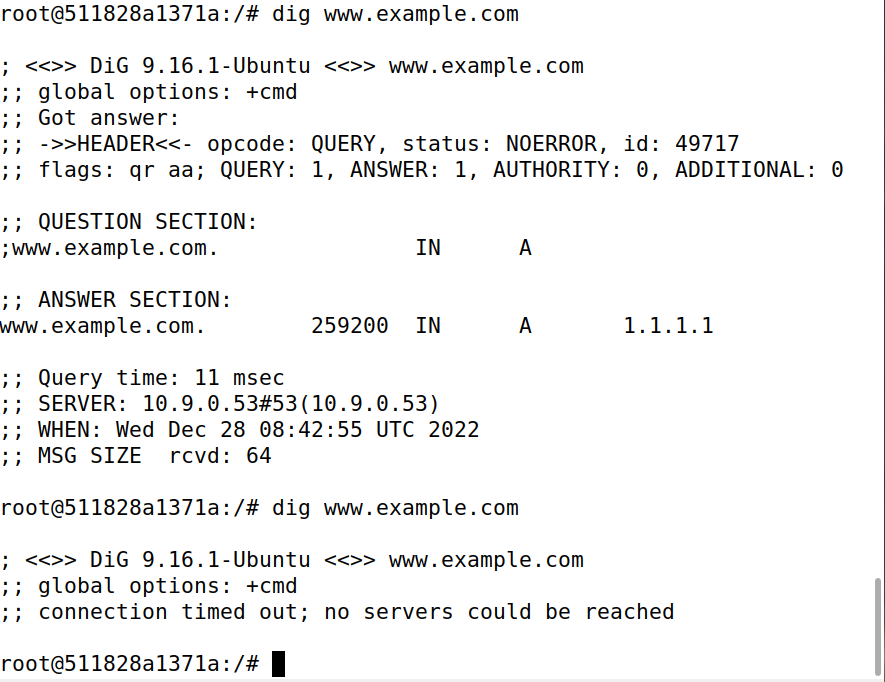 root@511828a1371a:/# dig www.example.com
; <<>> DiG 9.16.1-Ubuntu <<>> www.example.com
;; global options: +cmd
;; Got answer:
;; ->>HEADER<<- opcode: QUERY, status: NOERROR, id: 49717
;; flags: qr aa; QUERY: 1, ANSWER: 1, AUTHORITY: 0, ADDITIONAL: 0
;; QUESTION SECTION:
;www.example.com. IN A
;; ANSWER SECTION:
www.example.com. 259200 IN A 1.1.1.1
;; Query time: 11 msec
;; SERVER: 10.9.0.53#53(10.9.0.53)
;; WHEN: Wed Dec 28 08:42:55 UTC 2022
;; MSG SIZE  rcvd: 64
root@511828a1371a:/# dig www.example.com
; <<>> DiG 9.16.1-Ubuntu <<>> www.example.com
;; global options: +cmd
;; connection timed out; no servers could be reached
root@511828a1371a:/#